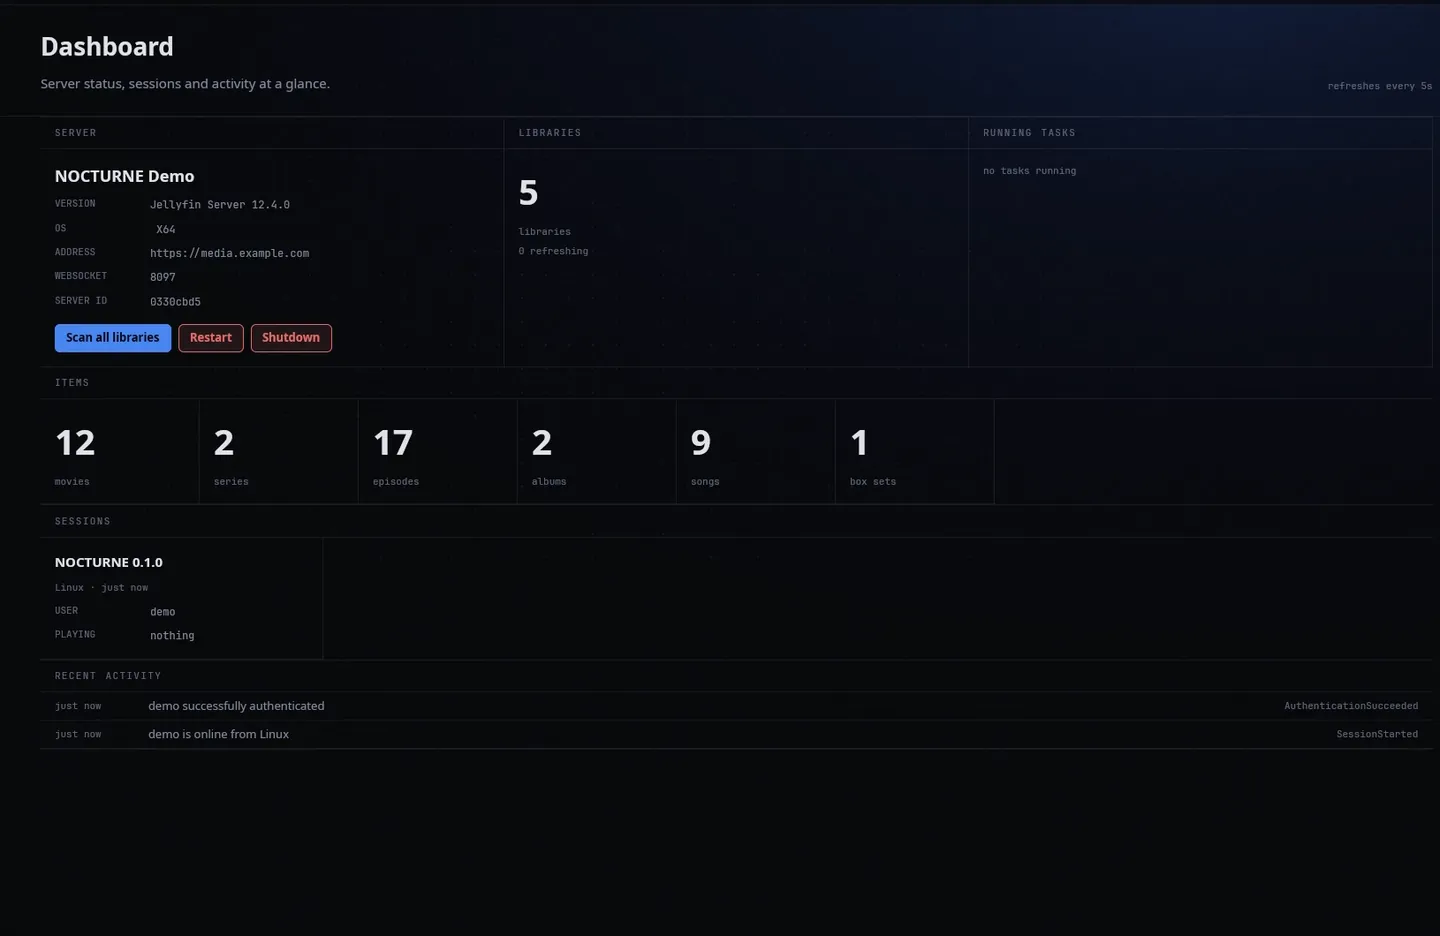 Dashboard
Server status, sessions and activity at a glance.
refreshes every 5s
SERVER
NOCTURNE Demo
VERSION Jellyfin Server 12.4.0
OS X64
ADDRESS https://media.example.com
WEBSOCKET 8097
SERVER ID 0330cbd5
Scan all libraries Restart Shutdown
LIBRARIES
5
libraries
0 refreshing
RUNNING TASKS
no tasks running
ITEMS
12
movies
2
series
17
episodes
2
albums
9
songs
1
box sets
SESSIONS
NOCTURNE 0.1.0
Linux · just now
USER demo
PLAYING nothing
RECENT ACTIVITY
just now demo successfully authenticated AuthenticationSucceeded
just now demo is online from Linux SessionStarted